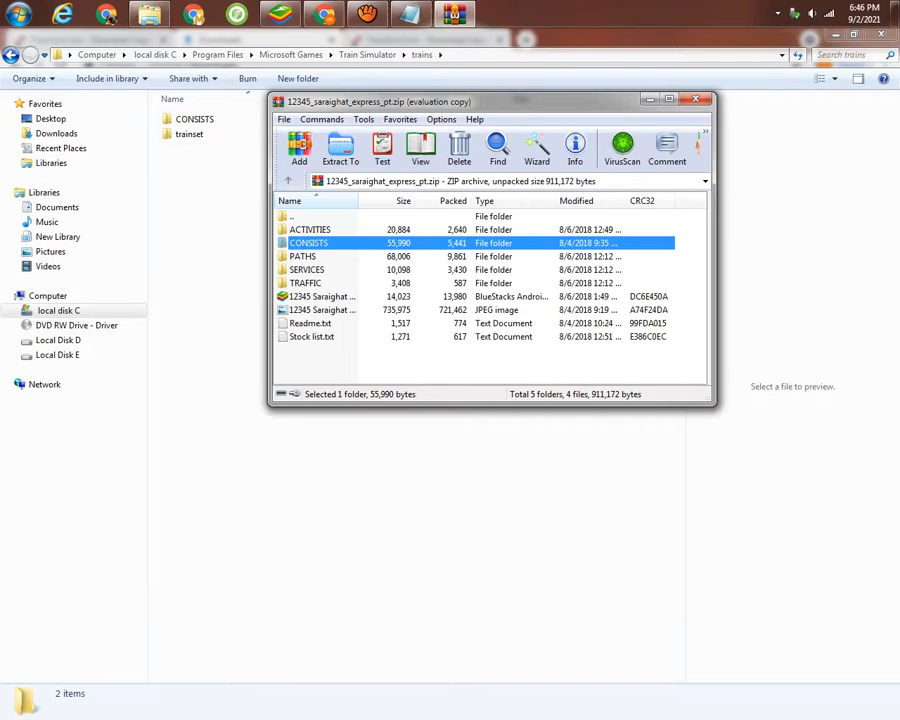 6:46 PM
9/2/2021
Computer local disk C Program Files Microsoft Games Train Simulator trains
Search trains
Organize Include in library Share with Burn New folder
Favorites
Desktop
Downloads
Recent Places
Libraries
Libraries
Documents
Music
New Library
Pictures
Videos
Computer
local disk C
DVD RW Drive - Driver
Local Disk D
Local Disk E
Network
Name
CONSISTS
trainset
12345_saraighat_express_pt.zip (evaluation copy)
File Commands Tools Favorites Options Help
Add Extract To Test View Delete Find Wizard Info VirusScan Comment
12345_saraighat_express_pt.zip - ZIP archive, unpacked size 911,172 bytes
Name Size Packed Type Modified CRC32
.. File folder
ACTIVITIES 20,884 2,640 File folder 8/6/2018 12:49 ...
CONSISTS 55,990 5,441 File folder 8/4/2018 9:35 ...
PATHS 68,006 9,861 File folder 8/6/2018 12:12 ...
SERVICES 10,098 3,430 File folder 8/6/2018 12:12 ...
TRAFFIC 3,408 587 File folder 8/6/2018 12:12 ...
12345 Saraighat ... 14,023 13,980 BlueStacks Androi... 8/6/2018 1:49 ... DC6E450A
12345 Saraighat ... 735,975 721,462 JPEG image 8/4/2018 9:19 ... A74F24DA
Readme.txt 1,517 774 Text Document 8/4/2018 10:24 ... 99FDA015
Stock list.txt 1,271 617 Text Document 8/6/2018 12:51 ... E386C0EC
Selected 1 folder, 55,990 bytes
Total 5 folders, 4 files, 911,172 bytes
Select a file to preview.
2 items